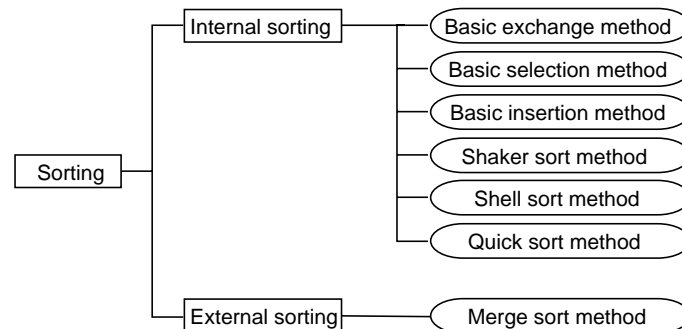 Internal sorting
Basic exchange method
Basic selection method
Basic insertion method
Sorting
Shaker sort method
Shell sort method
Quick sort method
External sorting
Merge sort method